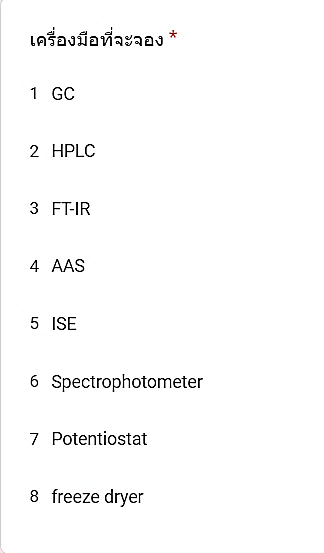 เครื่องมือที่จะจอง *
1 GC
2 HPLC
3 FT-IR
4 AAS
5 ISE
6 Spectrophotometer
7 Potentiostat
8 freeze dryer